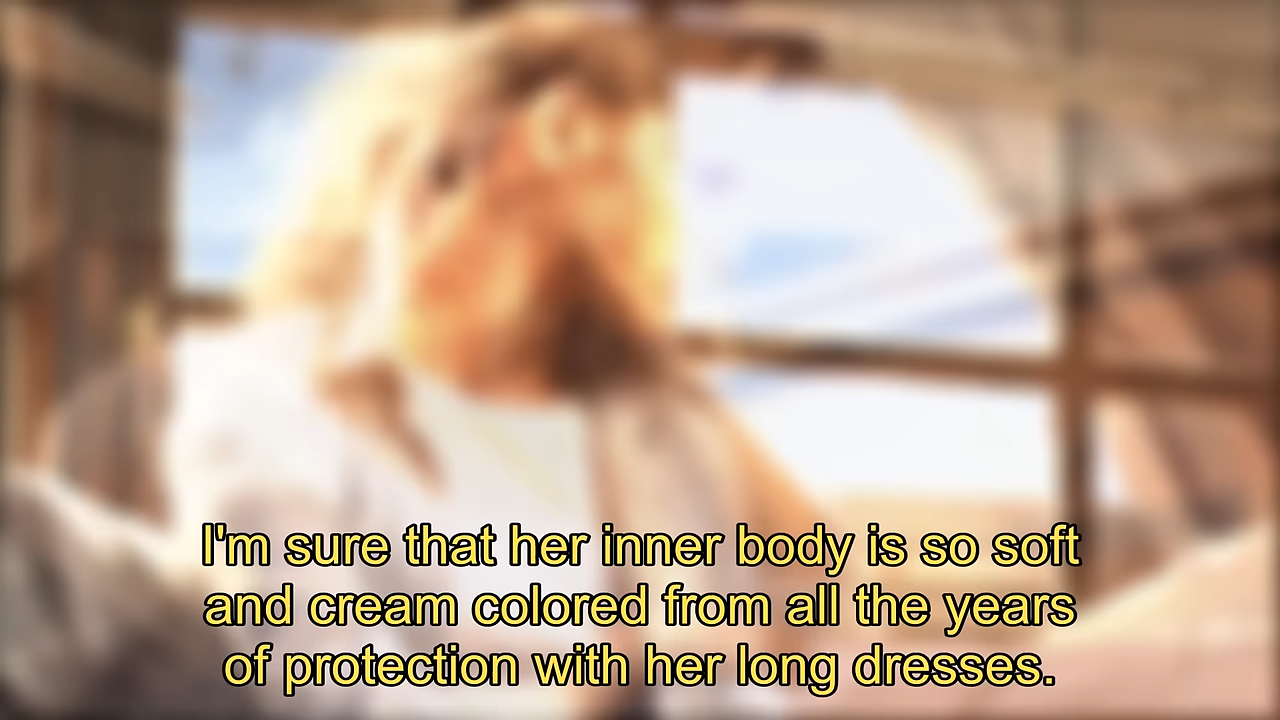 I'm sure that her inner body is so soft
and cream colored from all the years
of protection with her long dresses.